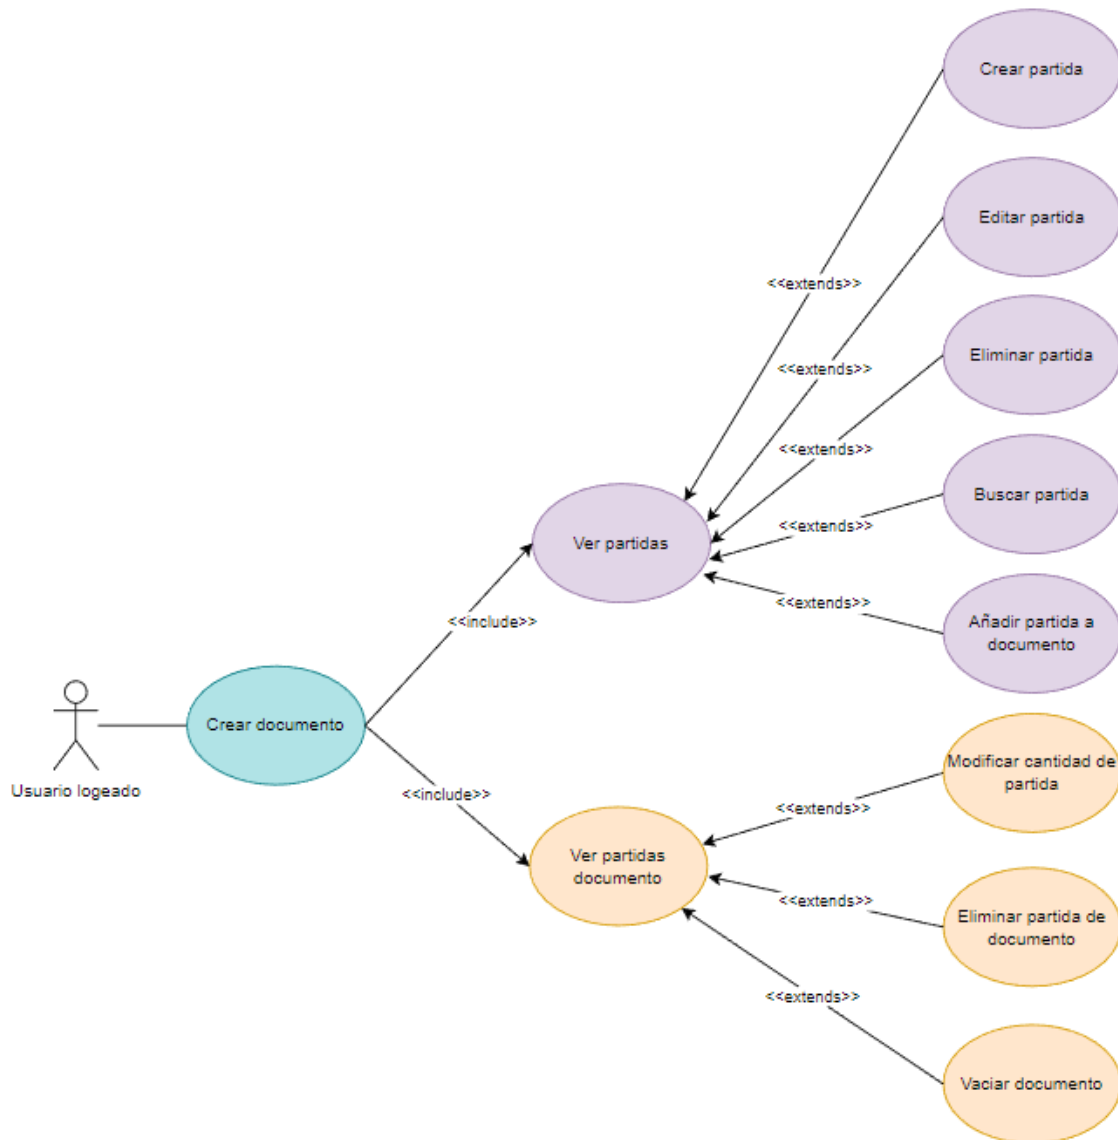 Crear partida
Editar partida
<<extends>>
Eliminar partida
<<extends>>
<<extends>>
Buscar partida
<<extends>>
Ver partidas
<<extends>>
Añadir partida a
documento
<<include>>
Crear documento
Usuario logeado
<<include>>
Modificar cantidad de
partida
<<extends>>
Ver partidas
documento
<<extends>>
Eliminar partida de
documento
<<extends>>
Vaciar documento